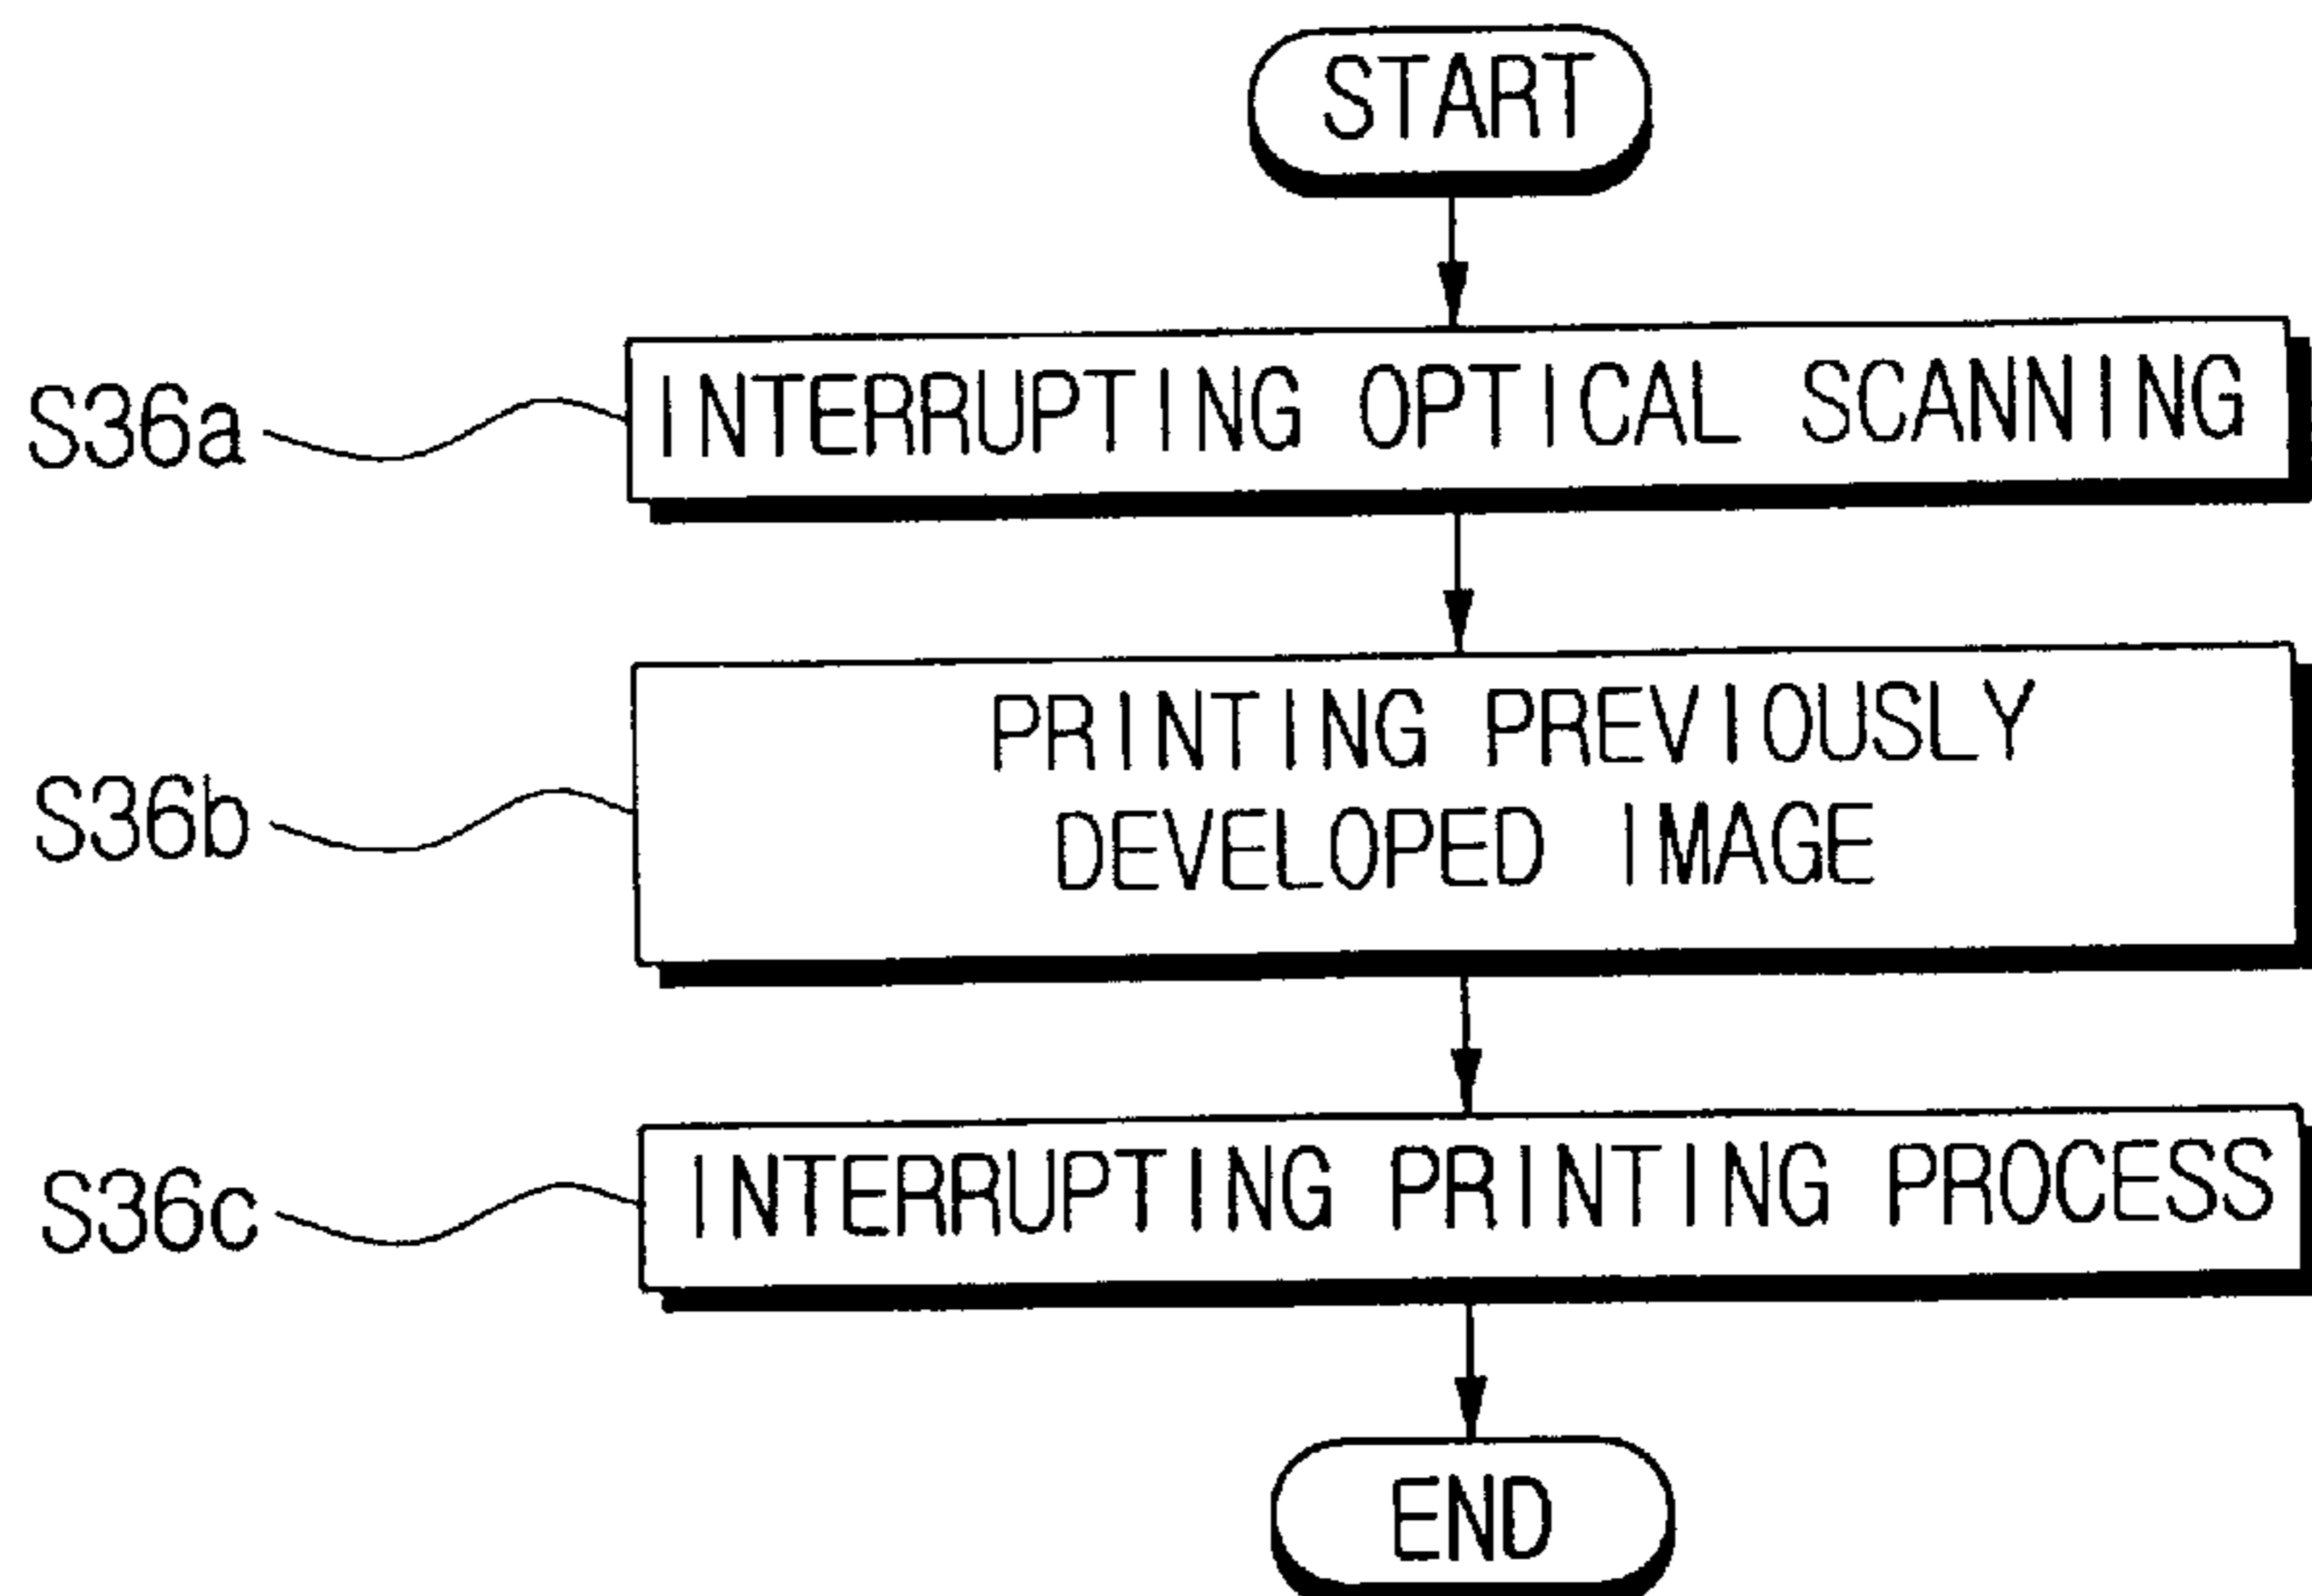 START
S36a
INTERRUPTING OPTICAL SCANNING
S36b
PRINTING PREVIOUSLY
DEVELOPED IMAGE
S36c
INTERRUPTING PRINTING PROCESS
END